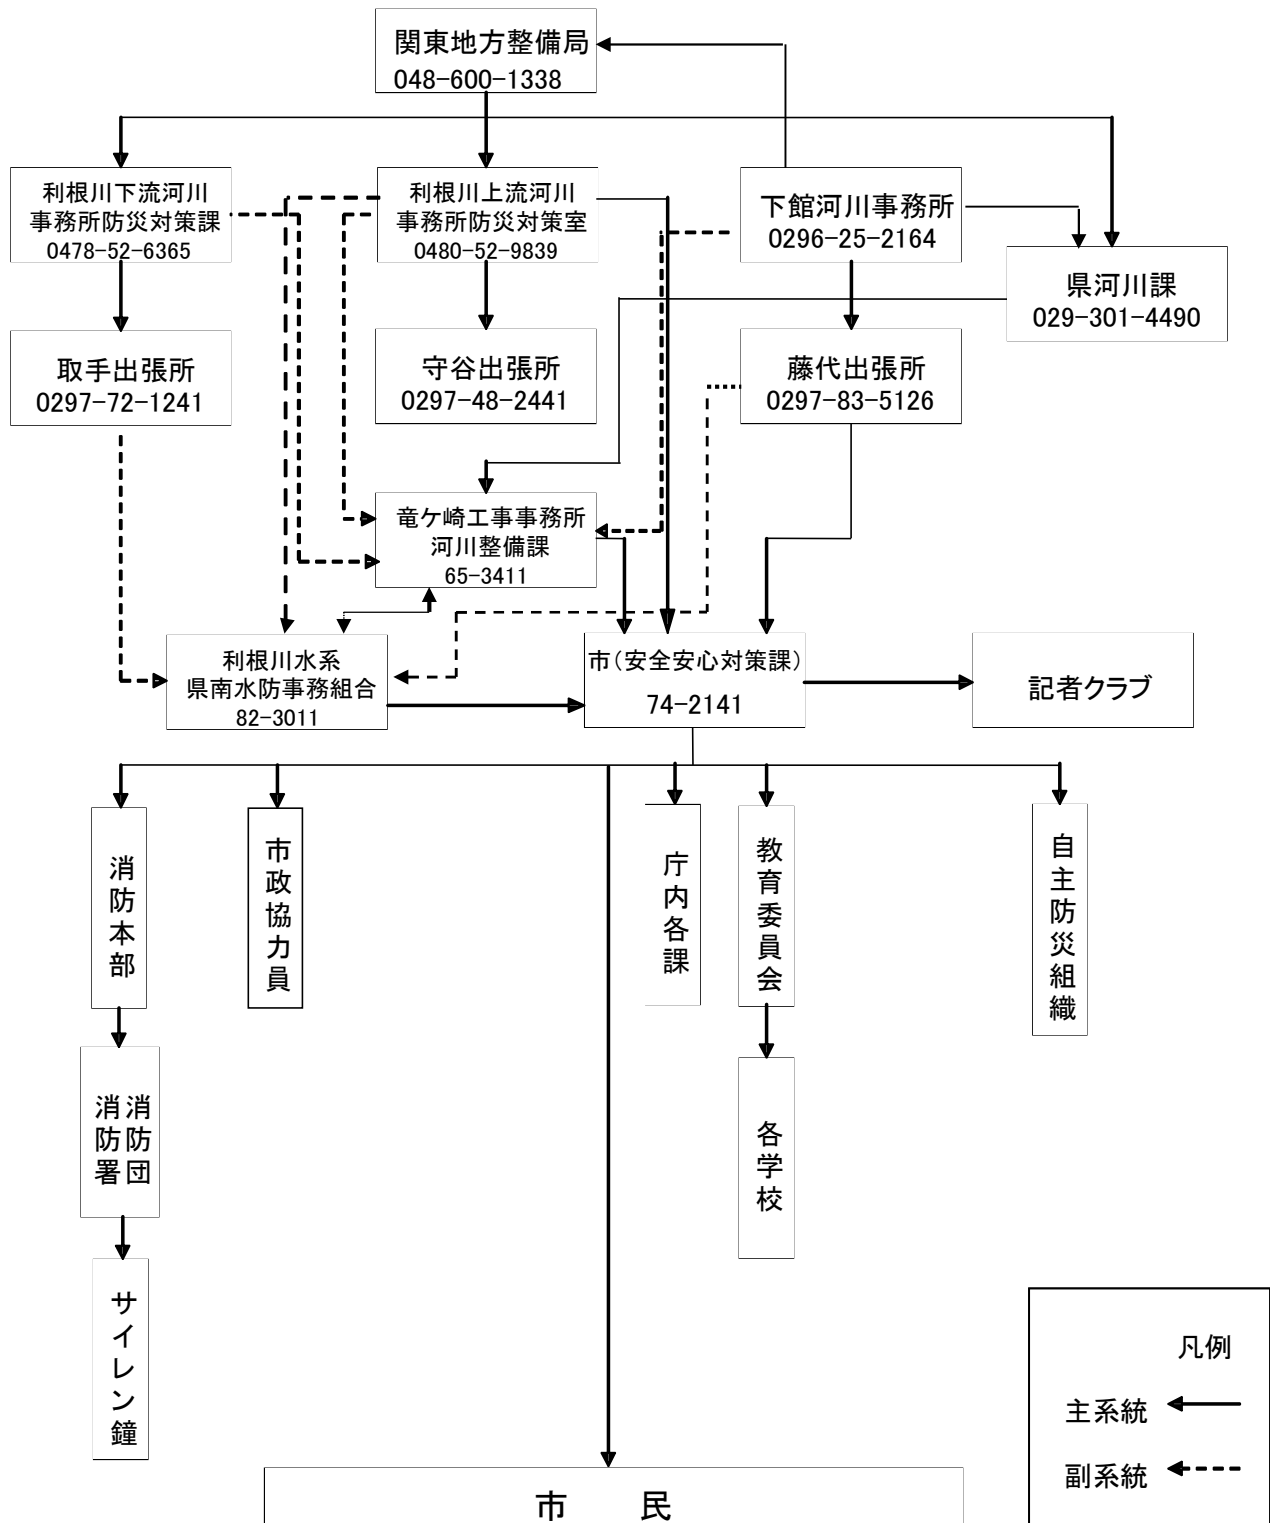 関東地方整備局
048-600-1338
利根川下流河川
事務所防災対策課
0478-52-6365
利根川上流河川
事務所防災対策室
0480-52-9839
下館河川事務所
0296-25-2164
県河川課
029-301-4490
取手出張所
0297-72-1241
守谷出張所
0297-48-2441
藤代出張所
0297-83-5126
竜ケ崎工事事務所
河川整備課
65-3411
利根川水系
県南水防事務組合
82-3011
市(安全安心対策課)
74-2141
記者クラブ
消防本部
市政協力員
庁内各課
教育委員会
自主防災組織
消防団
消防署
各学校
サイレン鐘
凡例
主系統
副系統
市 民